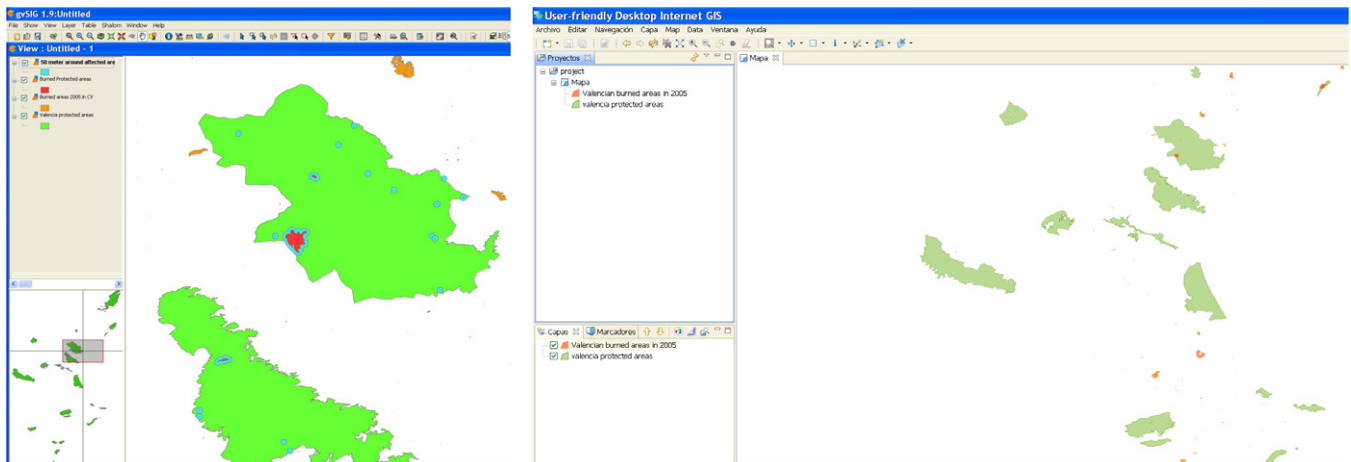 gvSIG 1.9:Untitled
File Show View Layer Table Shalom Window Help
View : Untitled - 1
50 meter around affected are
Burned Protected areas
Burned areas 2005 in CV
Valencia protected areas
User-friendly Desktop Internet GIS
Archivo Editar Navegación Capa Map Data Ventana Ayuda
Proyectos
Mapa
project
Mapa
Valencian burned areas in 2005
valencia protected areas
Capas Marcadores
Valencian burned areas in 2005
valencia protected areas